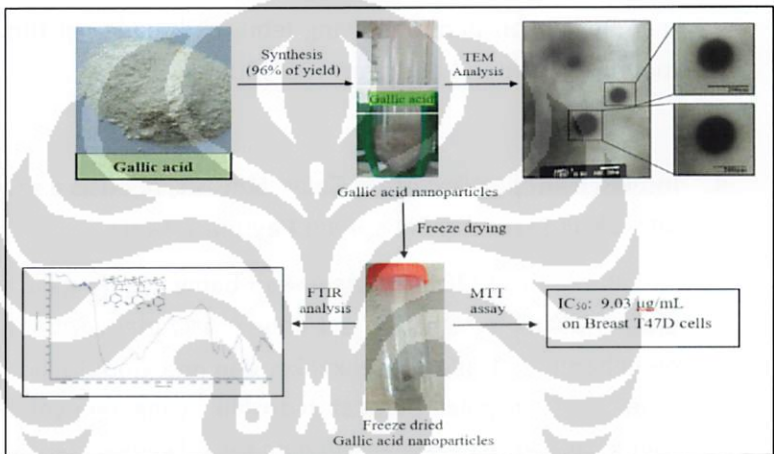 Synthesis
(96% of yield)
TEM
Analysis
Gallic acid
Gallic acid
Gallic acid nanoparticles
Freeze drying
FTIR
analysis
MTT
assay
IC50: 9.03 µg/mL
on Breast T47D cells
Freeze dried
Gallic acid nanoparticles